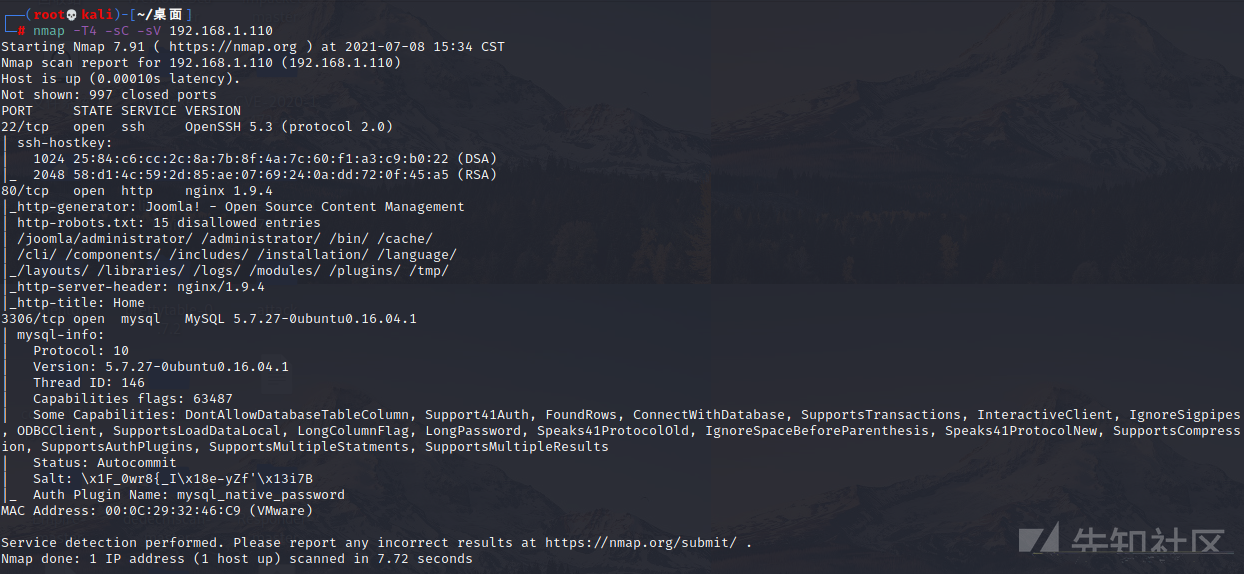 (root💀kali)-[~/桌面]
# nmap -T4 -sC -sV 192.168.1.110
Starting Nmap 7.91 ( https://nmap.org ) at 2021-07-08 15:34 CST
Nmap scan report for 192.168.1.110 (192.168.1.110)
Host is up (0.00010s latency).
Not shown: 997 closed ports
PORT     STATE SERVICE VERSION
22/tcp   open  ssh     OpenSSH 5.3 (protocol 2.0)
| ssh-hostkey:
|   1024 25:84:c6:cc:2c:8a:7b:8f:4a:7c:60:f1:a3:c9:b0:22 (DSA)
|_  2048 58:d1:4c:59:2d:85:ae:07:69:24:0a:dd:72:0f:45:a5 (RSA)
80/tcp   open  http    nginx 1.9.4
|_http-generator: Joomla! - Open Source Content Management
| http-robots.txt: 15 disallowed entries
| /joomla/administrator/ /administrator/ /bin/ /cache/
| /cli/ /components/ /includes/ /installation/ /language/
|_/layouts/ /libraries/ /logs/ /modules/ /plugins/ /tmp/
|_http-server-header: nginx/1.9.4
|_http-title: Home
3306/tcp open  mysql   MySQL 5.7.27-0ubuntu0.16.04.1
| mysql-info:
|   Protocol: 10
|   Version: 5.7.27-0ubuntu0.16.04.1
|   Thread ID: 146
|   Capabilities flags: 63487
|   Some Capabilities: DontAllowDatabaseTableColumn, Support41Auth, FoundRows, ConnectWithDatabase, SupportsTransactions, InteractiveClient, IgnoreSigpipes
, ODBCClient, SupportsLoadDataLocal, LongColumnFlag, LongPassword, Speaks41ProtocolOld, IgnoreSpaceBeforeParenthesis, Speaks41ProtocolNew, SupportsCompress
ion, SupportsAuthPlugins, SupportsMultipleStatments, SupportsMultipleResults
|   Status: Autocommit
|   Salt: \x1F_0wr8{_I\x18e-yZf'\x13i7B
|_  Auth Plugin Name: mysql_native_password
MAC Address: 00:0C:29:32:46:C9 (VMware)
Service detection performed. Please report any incorrect results at https://nmap.org/submit/ .
Nmap done: 1 IP address (1 host up) scanned in 7.72 seconds
先知社区